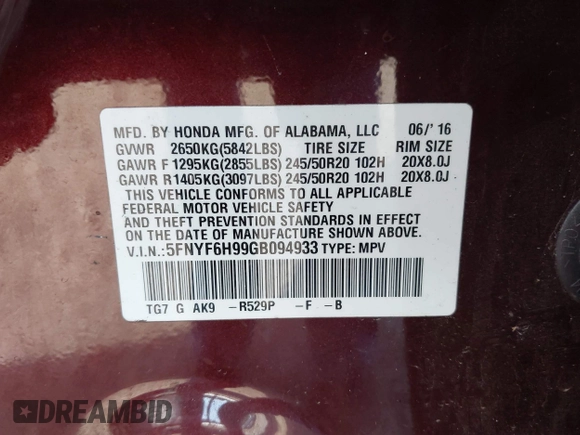 MFD. BY HONDA MFG. OF ALABAMA, LLC 06/'16
GVWR 2650KG(5842LBS) TIRE SIZE RIM SIZE
GAWR F 1295KG(2855LBS) 245/50R20 102H 20X8.0J
GAWR R 1405KG(3097LBS) 245/50R20 102H 20X8.0J
THIS VEHICLE CONFORMS TO ALL APPLICABLE
FEDERAL MOTOR VEHICLE SAFETY
AND THEFT PREVENTION STANDARDS IN EFFECT
ON THE DATE OF MANUFACTURE SHOWN ABOVE.
V.I.N.:5FNYF6H99GB094933 TYPE: MPV
TG7 G AK9 -R529P -F -B
DREAMBID